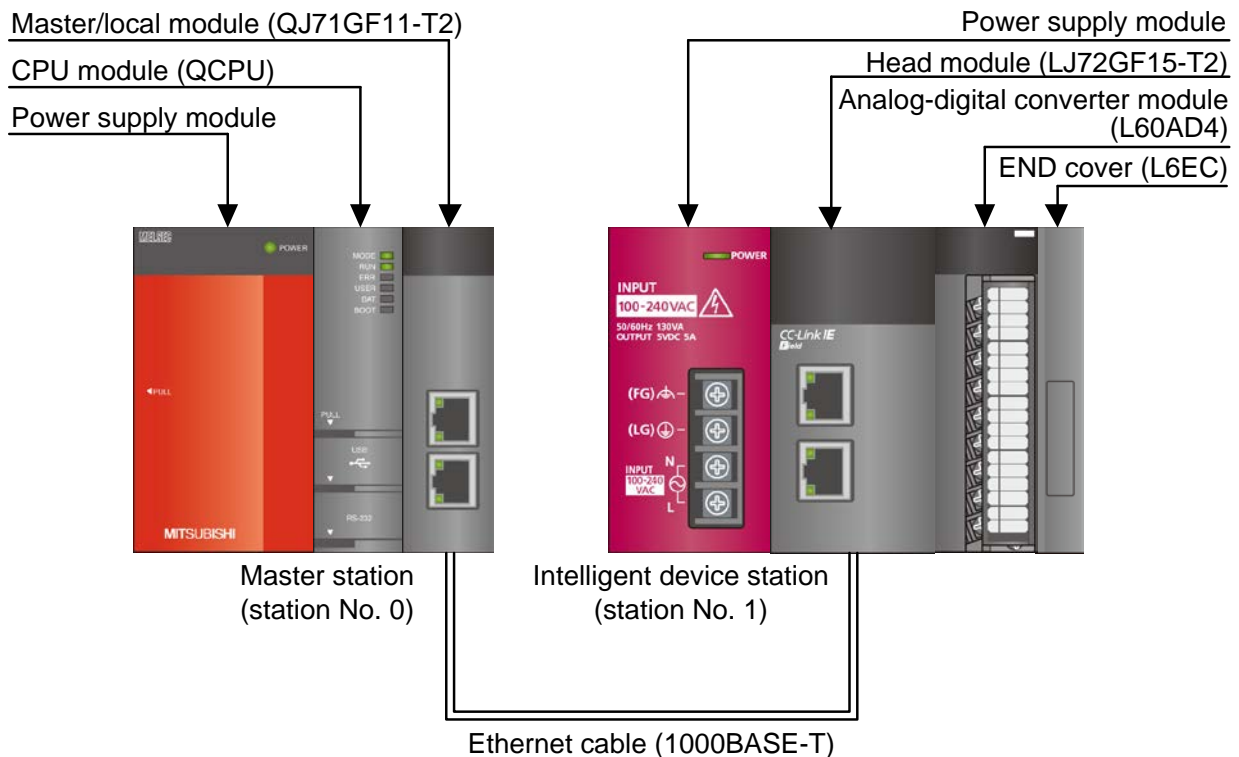 Master/local module (QJ71GF11-T2)
CPU module (QCPU)
Power supply module
Power supply module
Head module (LJ72GF15-T2)
Analog-digital converter module
(L60AD4)
END cover (L6EC)
MELSEC
POWER
PULL
MITSUBISHI
MODE
RUN
ERR
USER
BAT
BOOT
PULL
USB
RS-232
POWER
INPUT
100-240VAC
50/60Hz 130VA
OUTPUT 5VDC 5A
(FG)
(LG)
N
INPUT
100-240
VAC
L
CC-Link IE
Field
Master station
(station No. 0)
Intelligent device station
(station No. 1)
Ethernet cable (1000BASE-T)